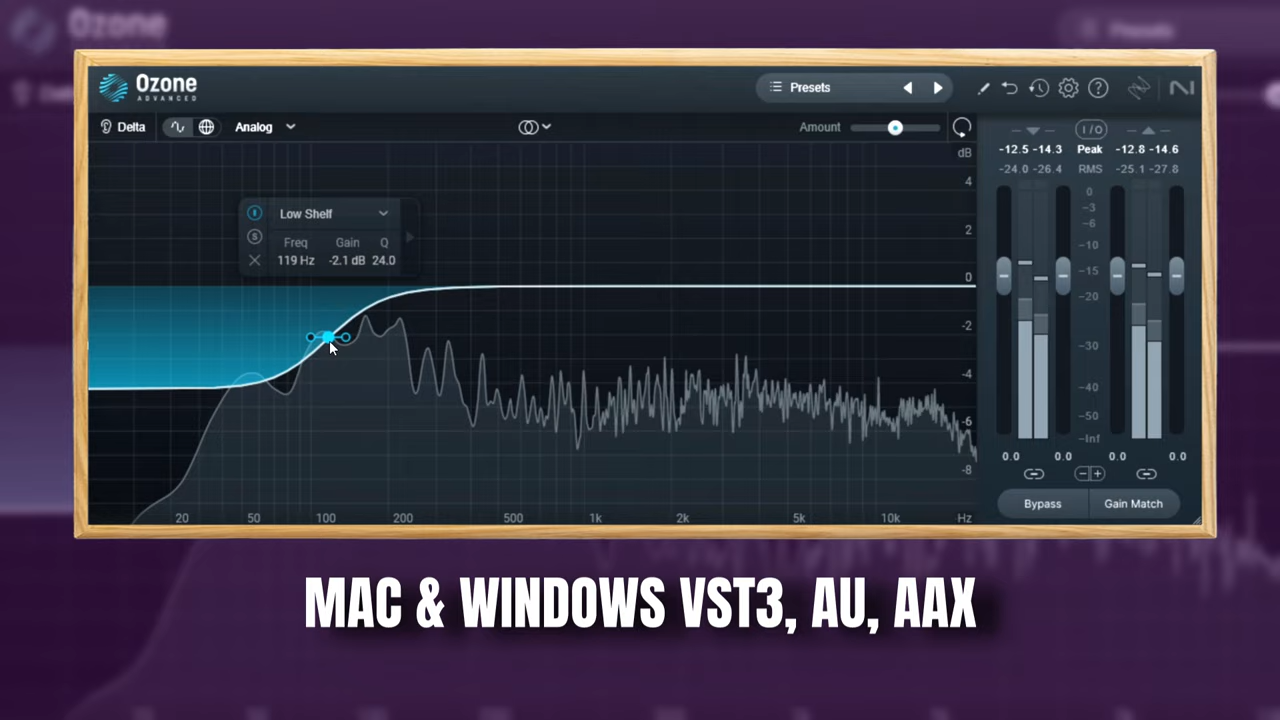 Ozone
Presets
Ozone
ADVANCED
Presets
Delta
Analog
Amount
I/O
-12.5 -14.3 Peak -12.8 -14.6
-24.0 -26.4 RMS -25.1 -27.8
dB
4
2
0
-2
-4
-6
-8
Low Shelf
S
Freq Gain Q
119 Hz -2.1 dB 24.0
0
-3
-6
-10
-15
-20
-30
-40
-50
-Inf
0.0 0.0 0.0 0.0
Bypass Gain Match
20 50 100 200 500 1k 2k 5k 10k Hz
MAC & WINDOWS VST3, AU, AAX